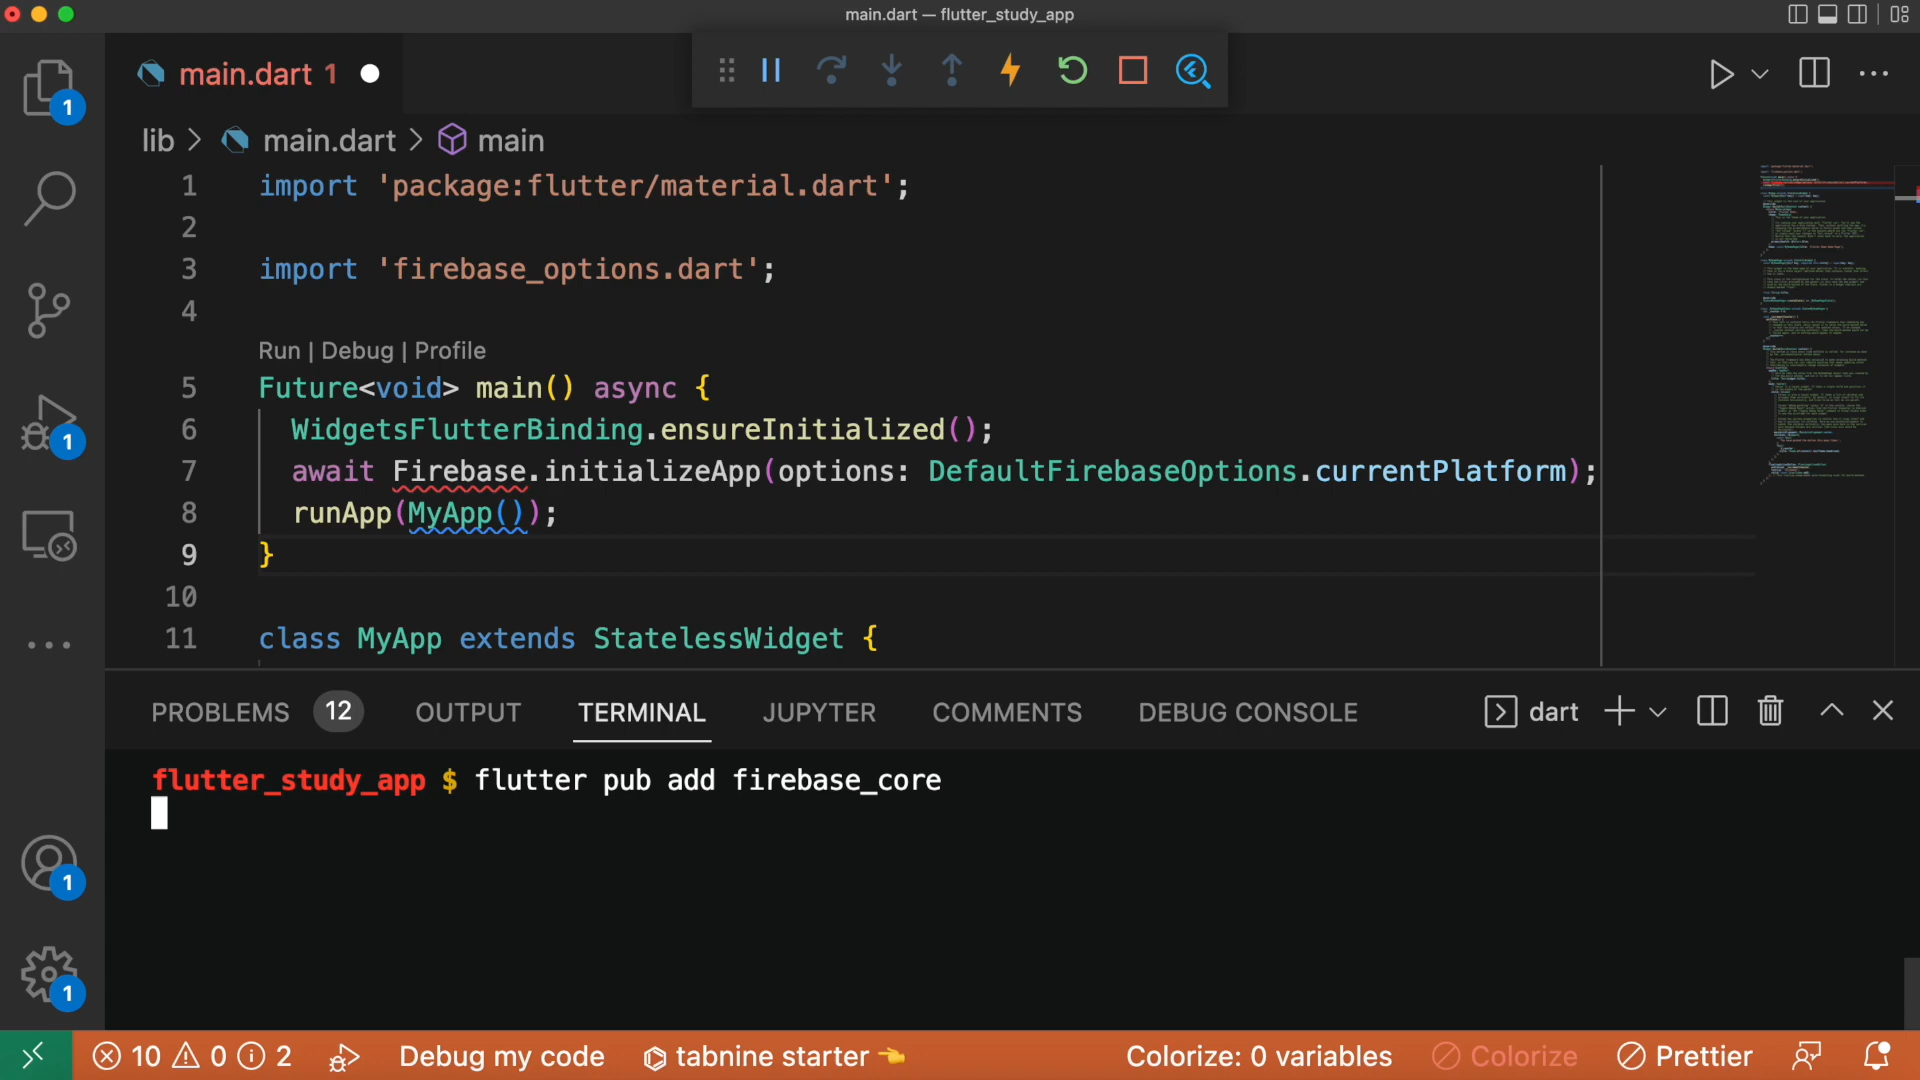 main.dart — flutter_study_app
main.dart 1
1
lib > main.dart > main
1 import 'package:flutter/material.dart';
2
3 import 'firebase_options.dart';
4
Run | Debug | Profile
5 Future<void> main() async {
6 WidgetsFlutterBinding.ensureInitialized();
7 await Firebase.initializeApp(options: DefaultFirebaseOptions.currentPlatform);
8 runApp(MyApp());
9 }
10
11 class MyApp extends StatelessWidget {
1
PROBLEMS 12 OUTPUT TERMINAL JUPYTER COMMENTS DEBUG CONSOLE dart
flutter_study_app $ flutter pub add firebase_core
1
1
10 0 2 Debug my code tabnine starter 👈 Colorize: 0 variables Colorize Prettier